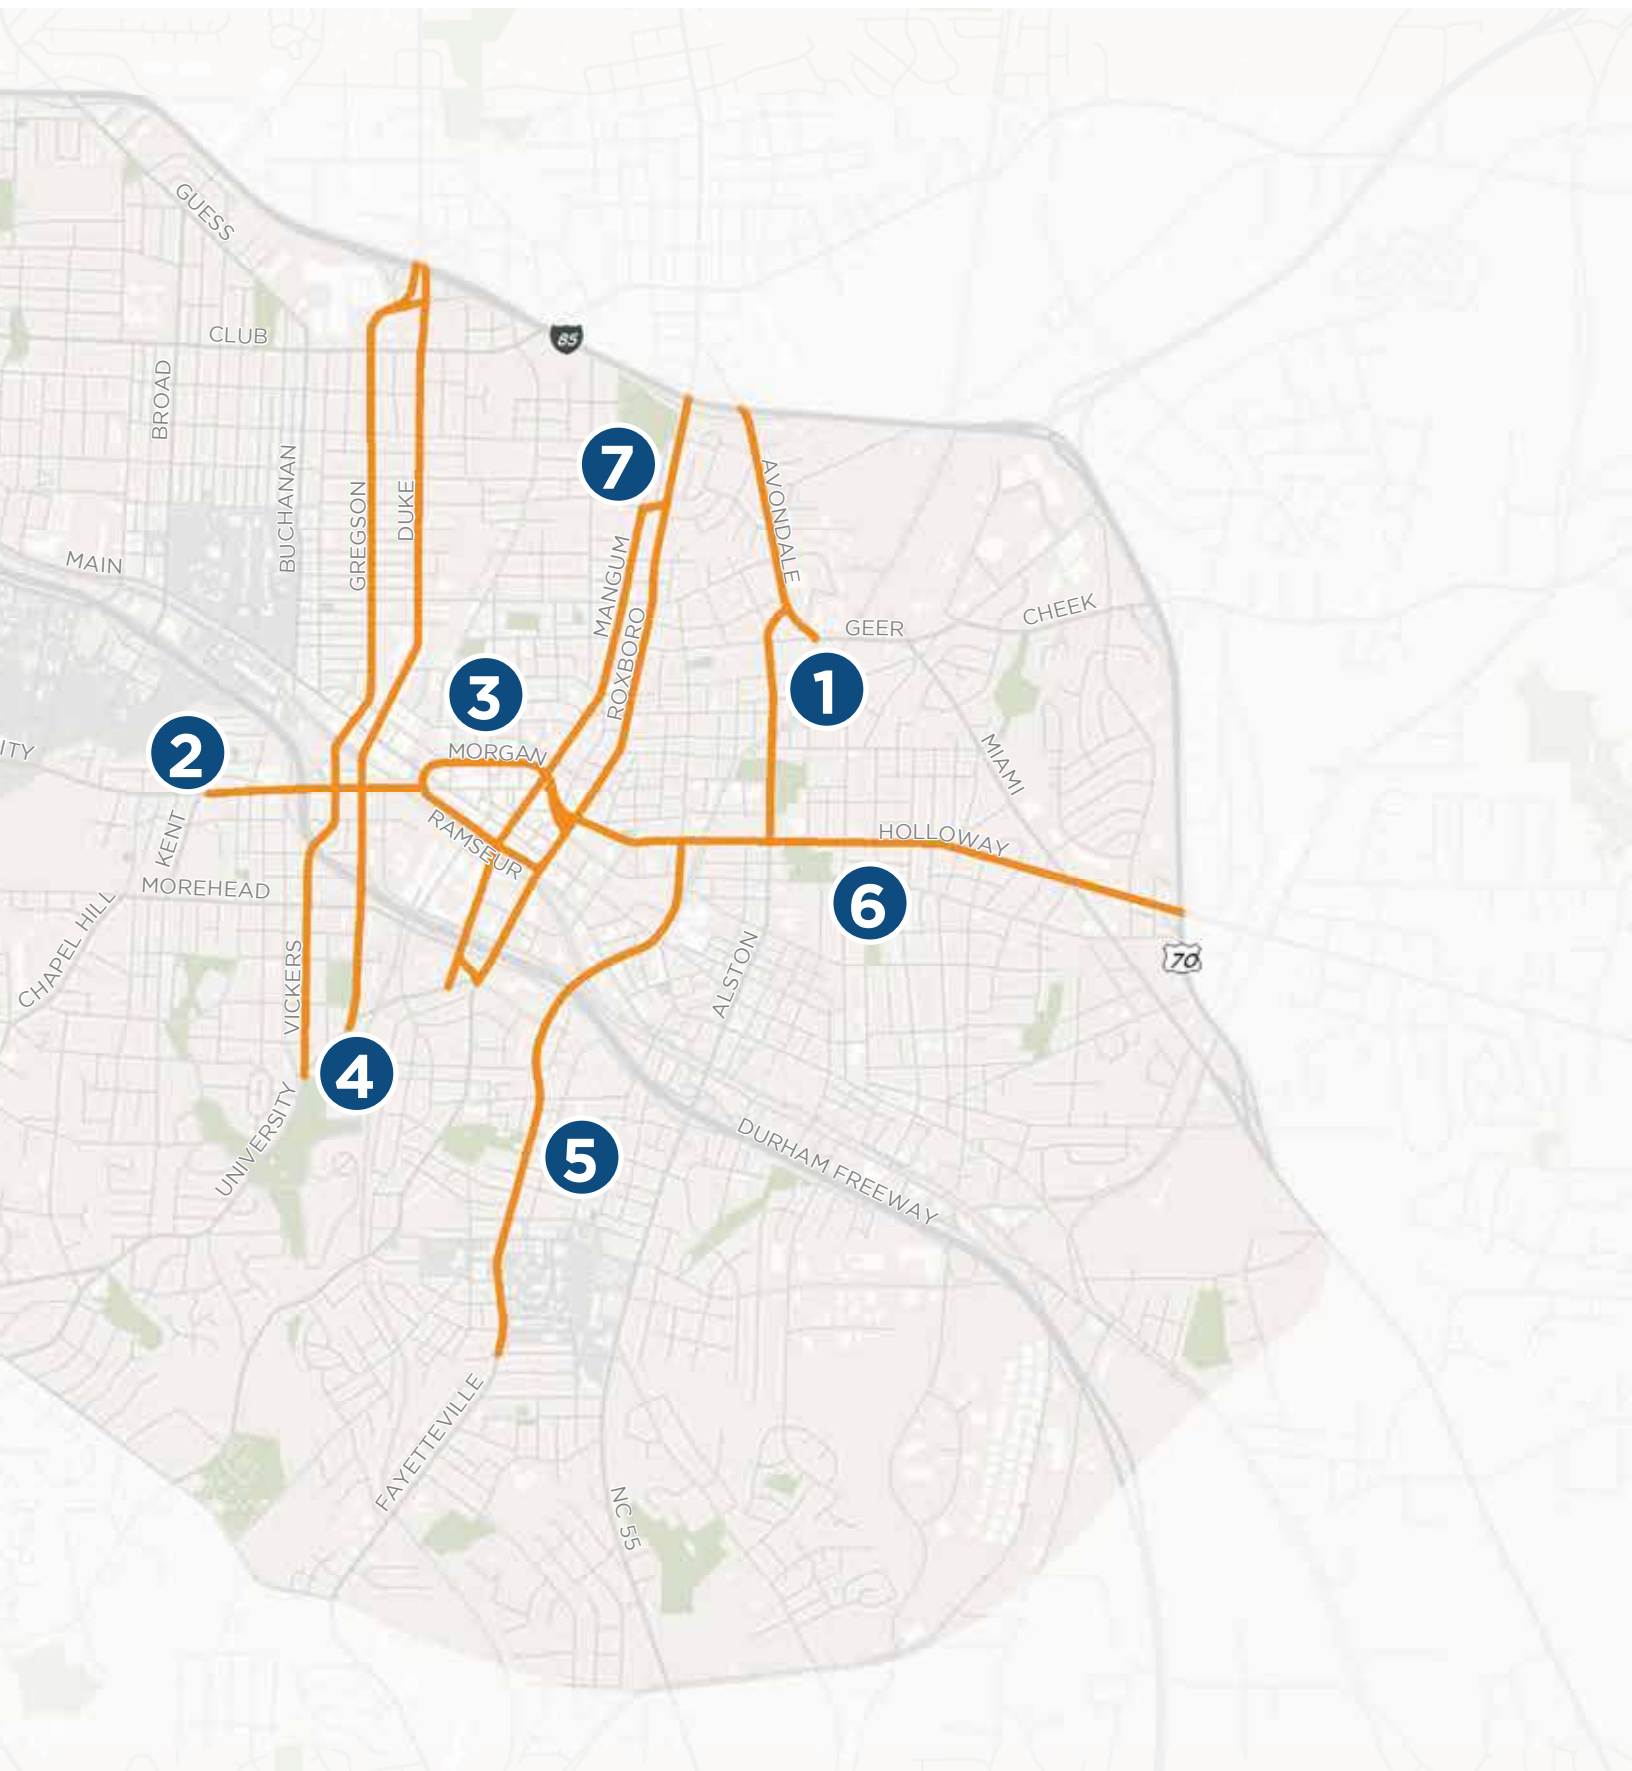 GUESS
CLUB
85
BROAD
BUCHANAN
GREGSON
DUKE
7
AVONDALE
MAIN
MANGUM
ROXBORO
GEER
CHEEK
3
1
2
ITY
MORGAN
MIAMI
KENT
RAMSEUR
HOLLOWAY
MOREHEAD
6
CHAPEL HILL
VICKERS
ALSTON
70
4
UNIVERSITY
5
DURHAM FREEWAY
FAYETTEVILLE
NC 55